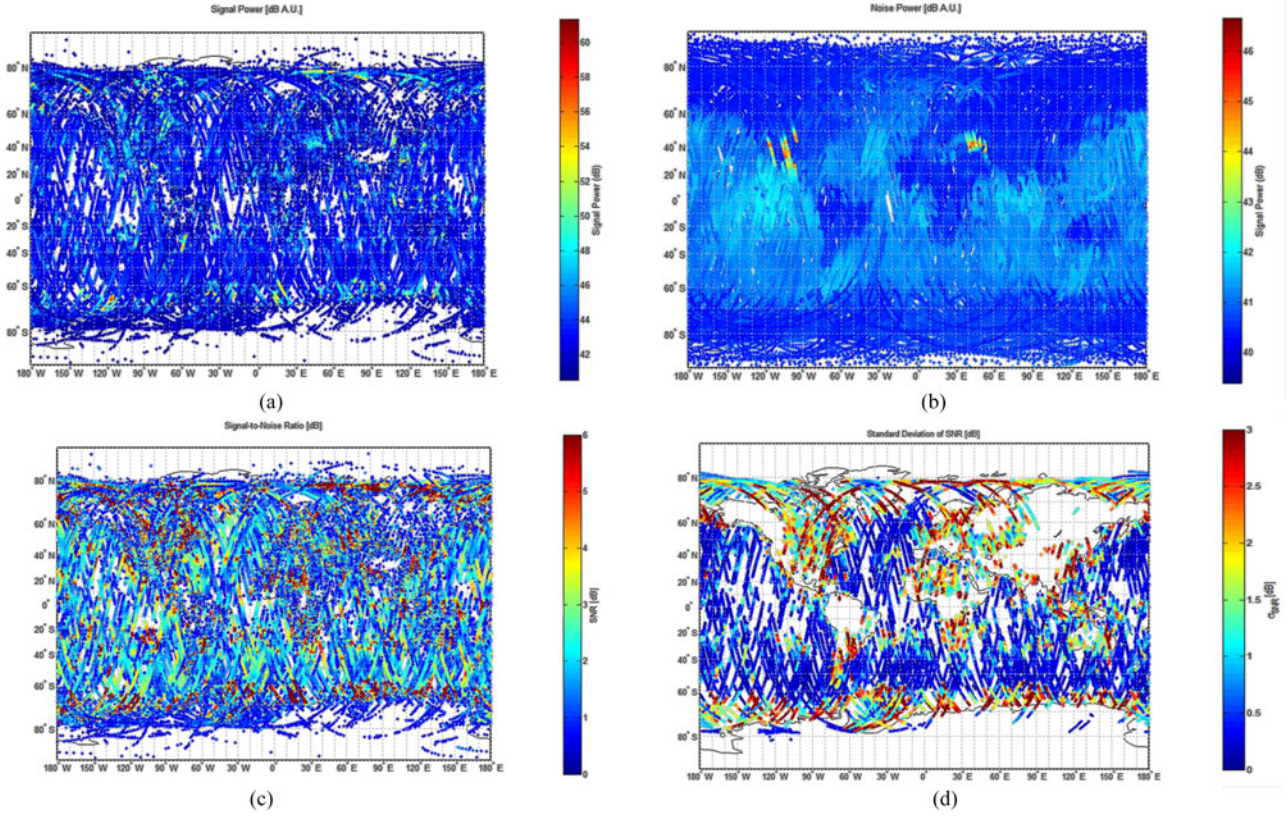 Signal Power [dB A.U.]
80° N
60° N
40° N
20° N
0°
20° S
40° S
60° S
80° S
180° W 150° W 120° W 90° W 60° W 30° W 0° 30° E 60° E 90° E 120° E 150° E 180° E
60
58
56
54
52
50
48
46
44
42
Signal Power (dB)
(a)
Noise Power [dB A.U.]
80° N
60° N
40° N
20° N
0°
20° S
40° S
60° S
80° S
180° W 150° W 120° W 90° W 60° W 30° W 0° 30° E 60° E 90° E 120° E 150° E 180° E
46
45
44
43
42
41
40
Signal Power (dB)
(b)
Signal-to-Noise Ratio [dB]
80° N
60° N
40° N
20° N
0°
20° S
40° S
60° S
80° S
180° W 150° W 120° W 90° W 60° W 30° W 0° 30° E 60° E 90° E 120° E 150° E 180° E
6
5
4
3
2
1
0
SNR [dB]
(c)
Standard Deviation of SNR [dB]
80° N
60° N
40° N
20° N
0°
20° S
40° S
60° S
80° S
180° W 150° W 120° W 90° W 60° W 30° W 0° 30° E 60° E 90° E 120° E 150° E 180° E
3
2.5
2
1.5
1
0.5
0
σSNR [dB]
(d)